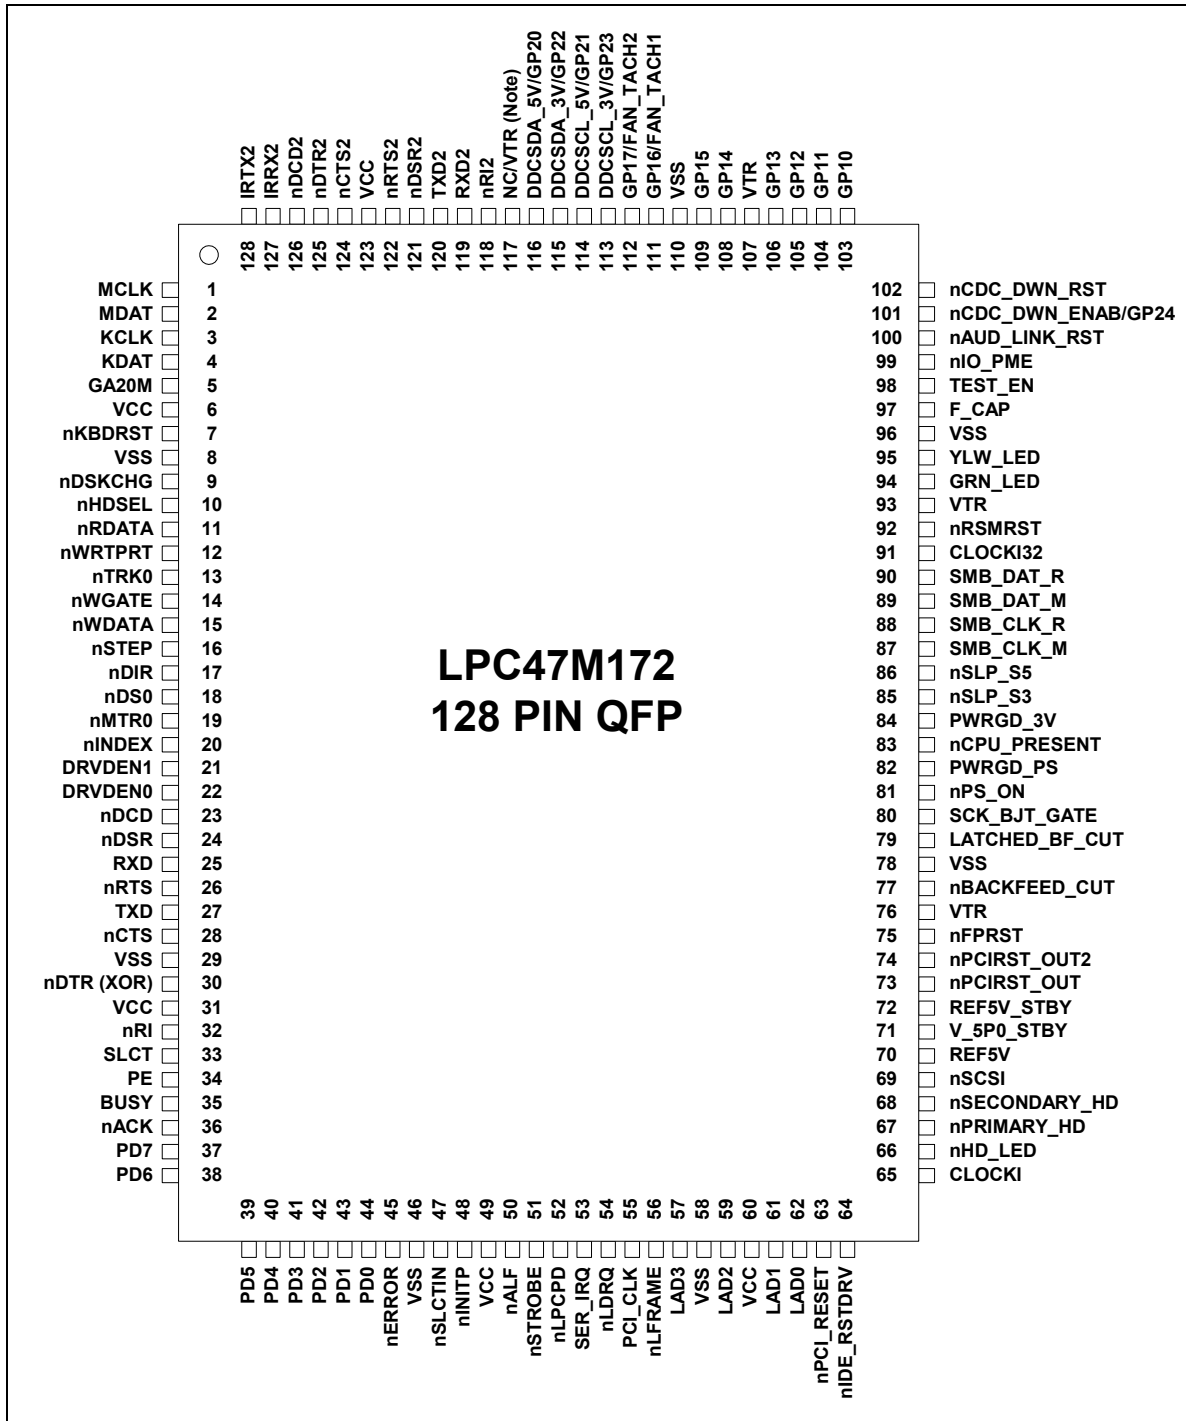 IRTX2
IRRX2
nDCD2
nDTR2
nCTS2
VCC
nRTS2
nDSR2
TXD2
RXD2
nRI2
NC/VTR (Note)
DDCSDA_5V/GP20
DDCSDA_3V/GP22
DDCSCL_5V/GP21
DDCSCL_3V/GP23
GP17/FAN_TACH2
GP16/FAN_TACH1
VSS
GP15
GP14
VTR
GP13
GP12
GP11
GP10
128
127
126
125
124
123
122
121
120
119
118
117
116
115
114
113
112
111
110
109
108
107
106
105
104
103
MCLK 1
MDAT 2
KCLK 3
KDAT 4
GA20M 5
VCC 6
nKBDRST 7
VSS 8
nDSKCHG 9
nHDSEL 10
nRDATA 11
nWRTPRT 12
nTRK0 13
nWGATE 14
nWDATA 15
nSTEP 16
nDIR 17
nDS0 18
nMTR0 19
nINDEX 20
DRVDEN1 21
DRVDEN0 22
nDCD 23
nDSR 24
RXD 25
nRTS 26
TXD 27
nCTS 28
VSS 29
nDTR (XOR) 30
VCC 31
nRI 32
SLCT 33
PE 34
BUSY 35
nACK 36
PD7 37
PD6 38
LPC47M172
128 PIN QFP
102 nCDC_DWN_RST
101 nCDC_DWN_ENAB/GP24
100 nAUD_LINK_RST
99 nIO_PME
98 TEST_EN
97 F_CAP
96 VSS
95 YLW_LED
94 GRN_LED
93 VTR
92 nRSMRST
91 CLOCKI32
90 SMB_DAT_R
89 SMB_DAT_M
88 SMB_CLK_R
87 SMB_CLK_M
86 nSLP_S5
85 nSLP_S3
84 PWRGD_3V
83 nCPU_PRESENT
82 PWRGD_PS
81 nPS_ON
80 SCK_BJT_GATE
79 LATCHED_BF_CUT
78 VSS
77 nBACKFEED_CUT
76 VTR
75 nFPRST
74 nPCIRST_OUT2
73 nPCIRST_OUT
72 REF5V_STBY
71 V_5P0_STBY
70 REF5V
69 nSCSI
68 nSECONDARY_HD
67 nPRIMARY_HD
66 nHD_LED
65 CLOCKI
39
40
41
42
43
44
45
46
47
48
49
50
51
52
53
54
55
56
57
58
59
60
61
62
63
64
PD5
PD4
PD3
PD2
PD1
PD0
nERROR
VSS
nSLCTIN
nINITP
VCC
nALF
nSTROBE
nLPCPD
SER_IRQ
nLDRQ
PCI_CLK
nLFRAME
LAD3
VSS
LAD2
VCC
LAD1
LAD0
nPCI_RESET
nIDE_RSTDRV